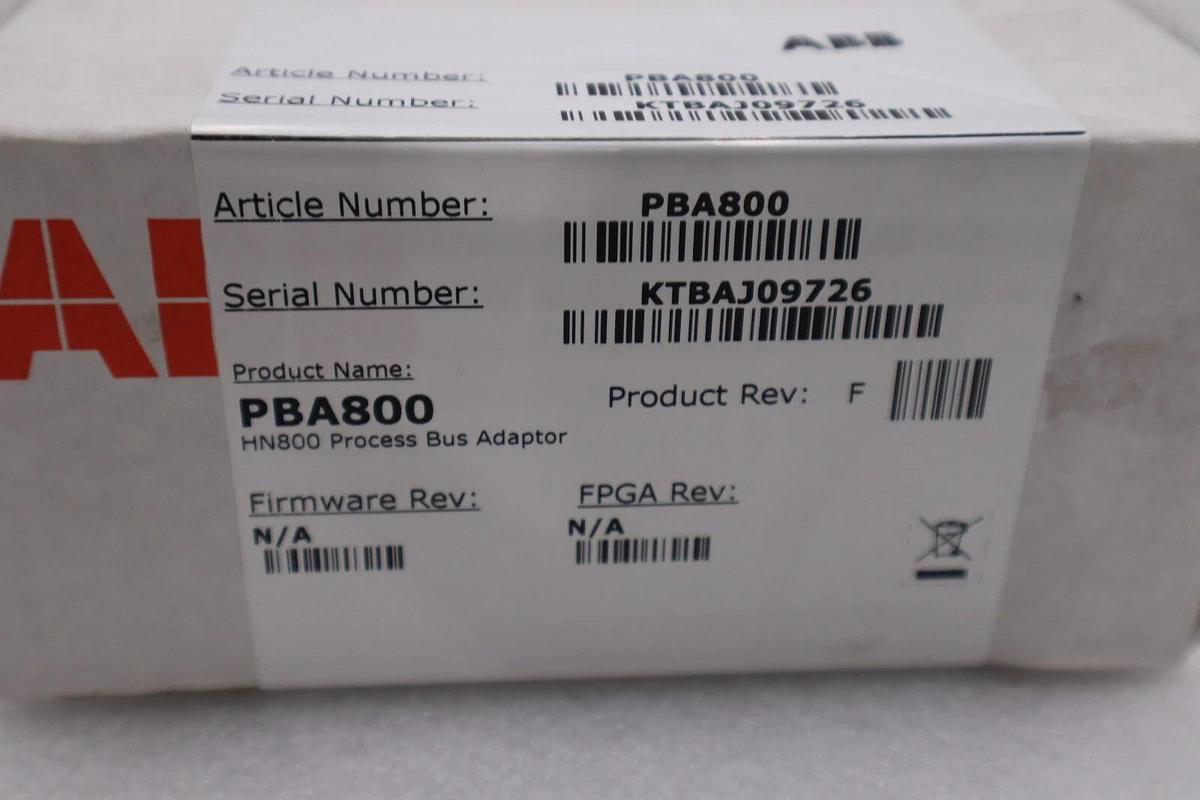 ABB
Article Number: PBA800
Serial Number: KTBAJ09726
Article Number: PBA800
Serial Number: KTBAJ09726
Product Name:
PBA800 Product Rev: F
HN800 Process Bus Adaptor
Firmware Rev: FPGA Rev:
N/A N/A